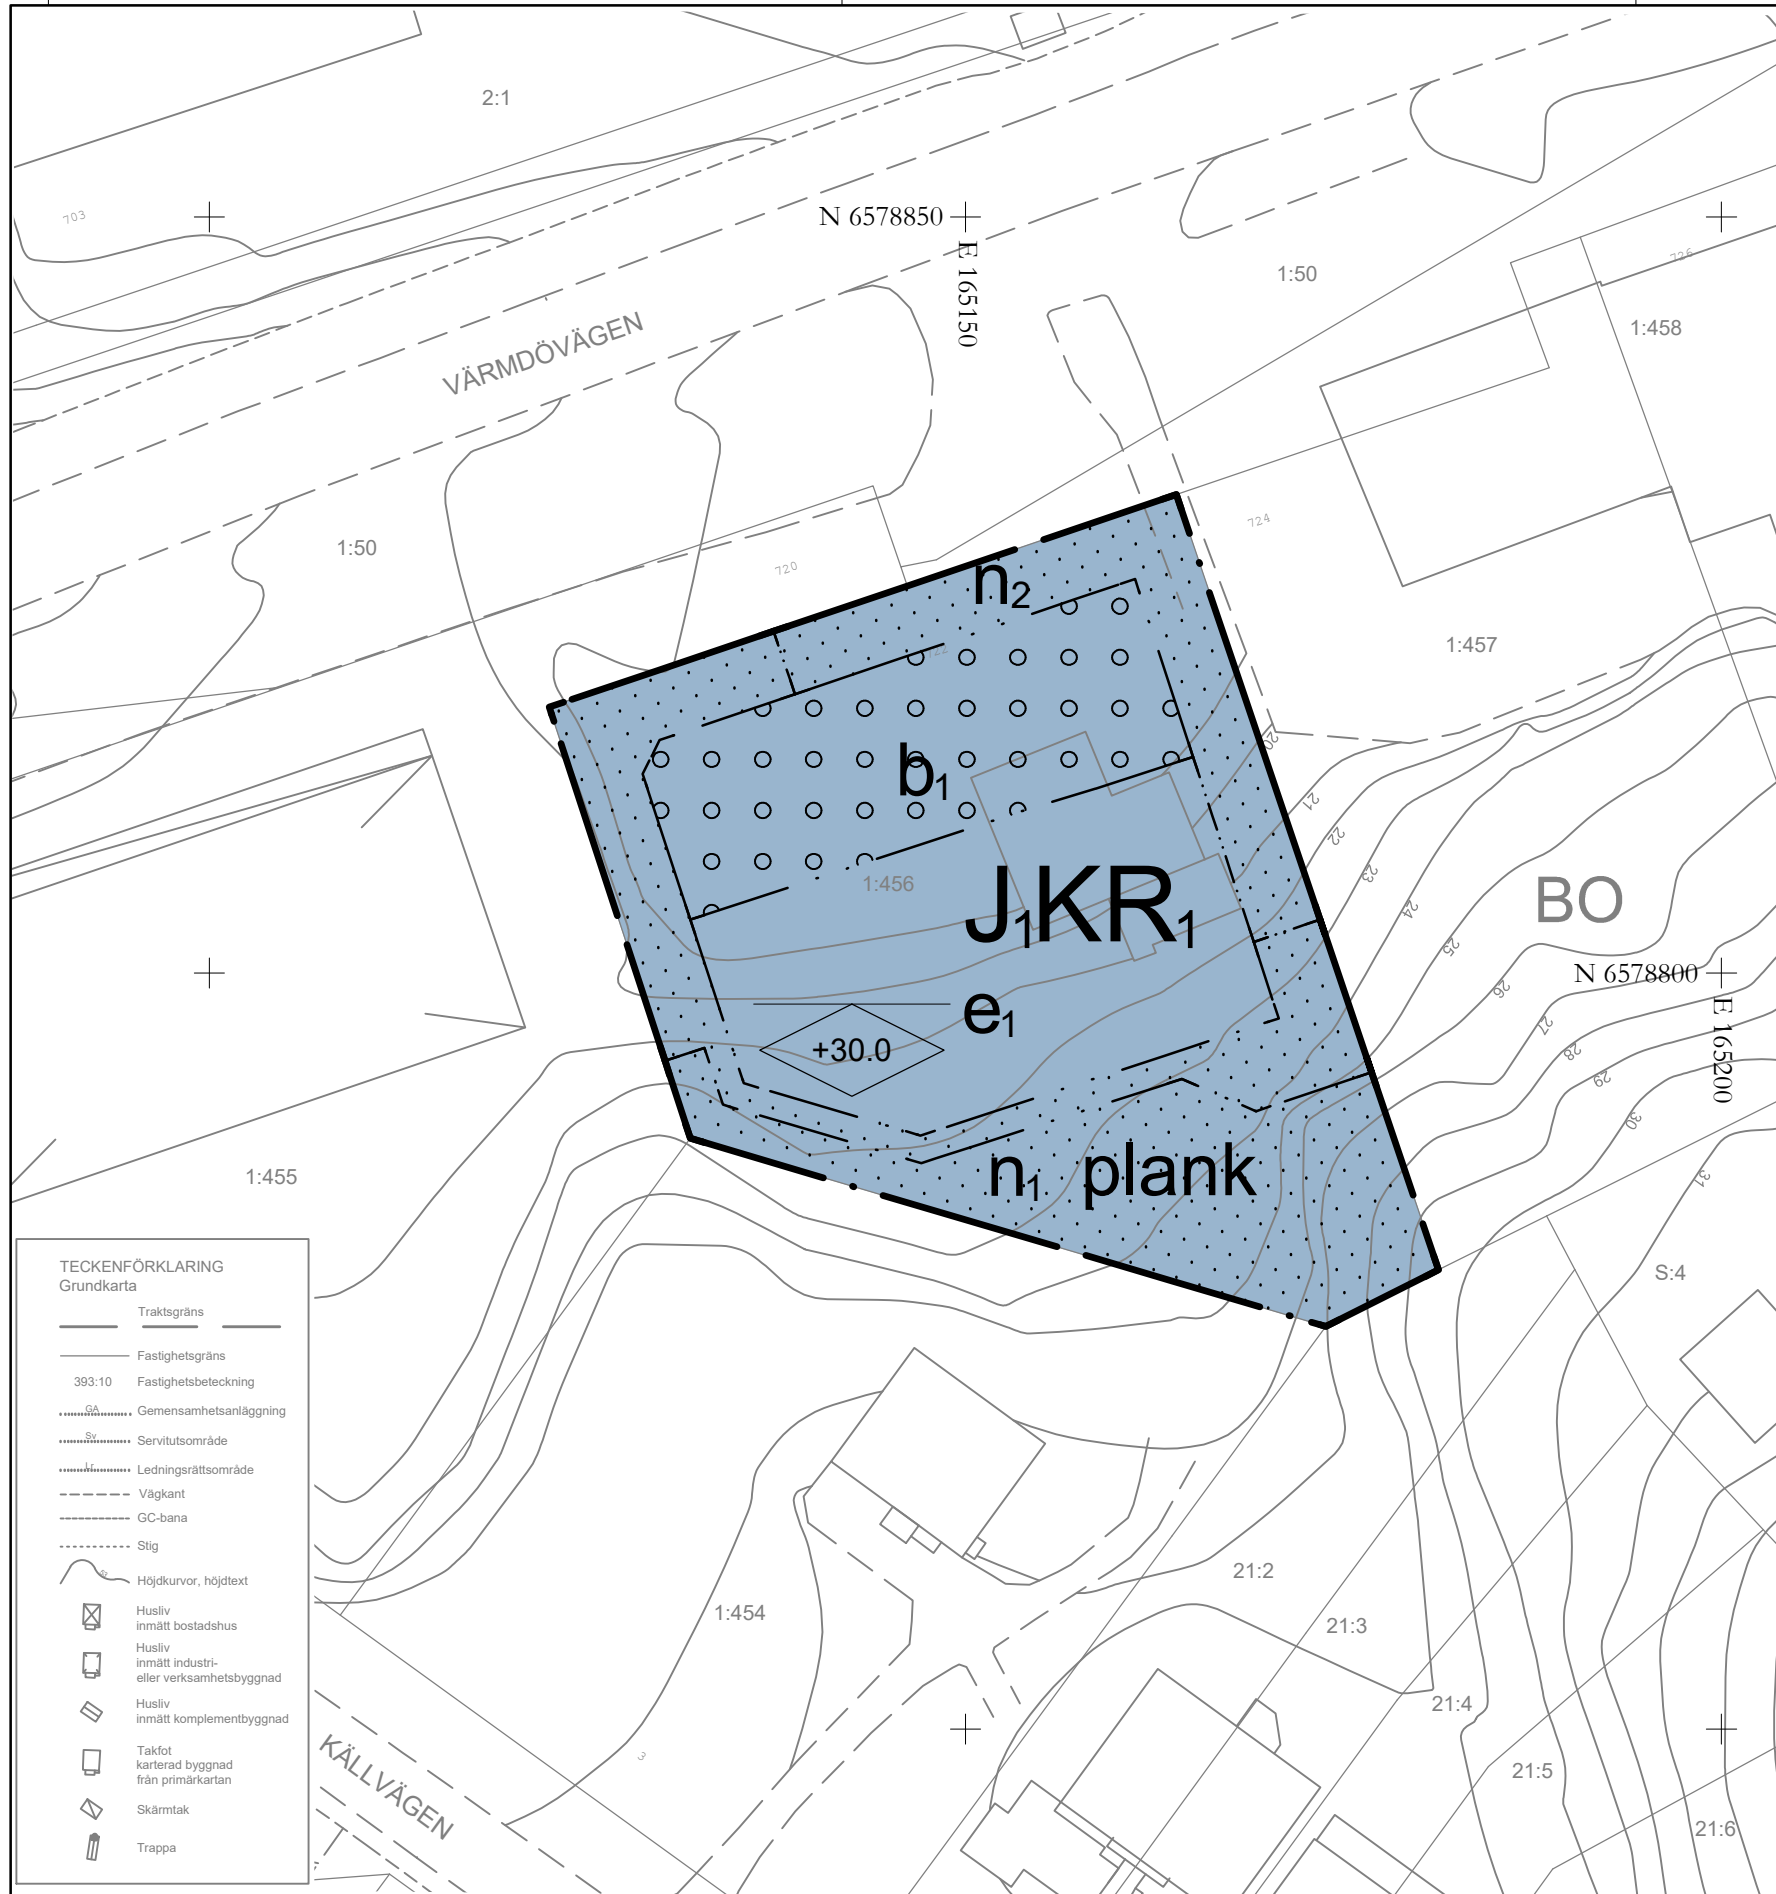 2:1
703
N 6578850
E 165150
1:50
726
1:458
VÄRMDÖVÄGEN
1:50
720
724
n2
722
1:457
b1
20
21
22
23
24
25
26
27
28
29
30
31
1:456
J1KR1
BO
N 6578800
E 165200
e1
+30.0
n1 plank
1:455
S:4
TECKENFÖRKLARING
Grundkarta
Traktsgräns
Fastighetsgräns
393:10 Fastighetsbeteckning
GA Gemensamhetsanläggning
Sv Servitutsområde
Lr Ledningsrättsområde
Vägkant
GC-bana
Stig
53 Höjdkurvor, höjdtext
Husliv
inmätt bostadshus
Husliv
inmätt industri-
eller verksamhetsbyggnad
Husliv
inmätt komplementbyggnad
Takfot
karterad byggnad
från primärkartan
Skärmtak
Trappa
1:454
21:2
21:3
21:4
21:5
21:6
3
KÄLLVÄGEN